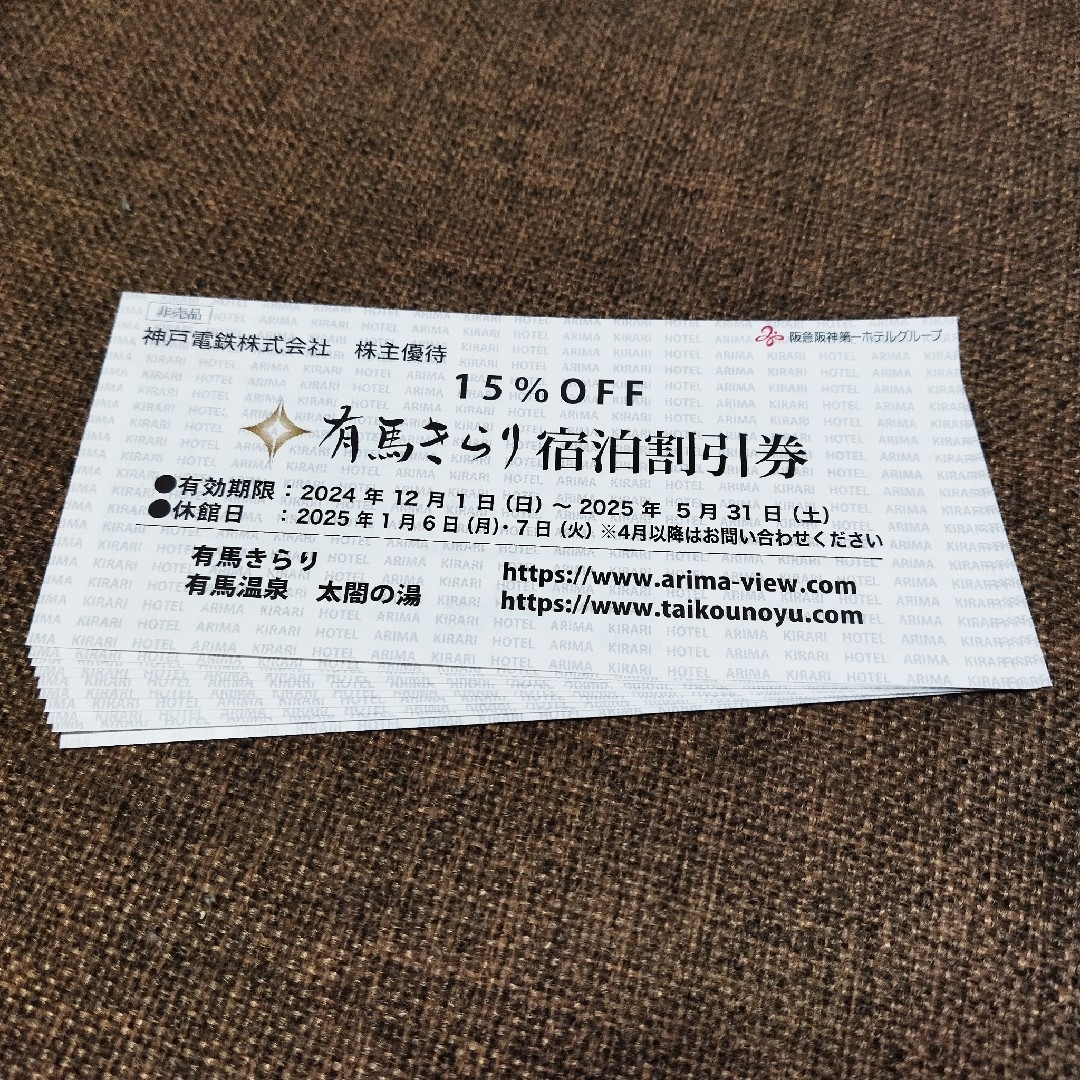 非売品
神戸電鉄株式会社 株主優待
阪急阪神第一ホテルグループ
15%OFF
有馬きらり 宿泊割引券
●有効期限：2024年12月1日（日）～2025年 5月31日（土）
●休館日 ：2025年1月6日（月）・7日（火）※4月以降はお問い合わせください
有馬きらり https://www.arima-view.com
有馬温泉 太閤の湯 https://www.taikounoyu.com
HOTEL ARIMA KIRARI